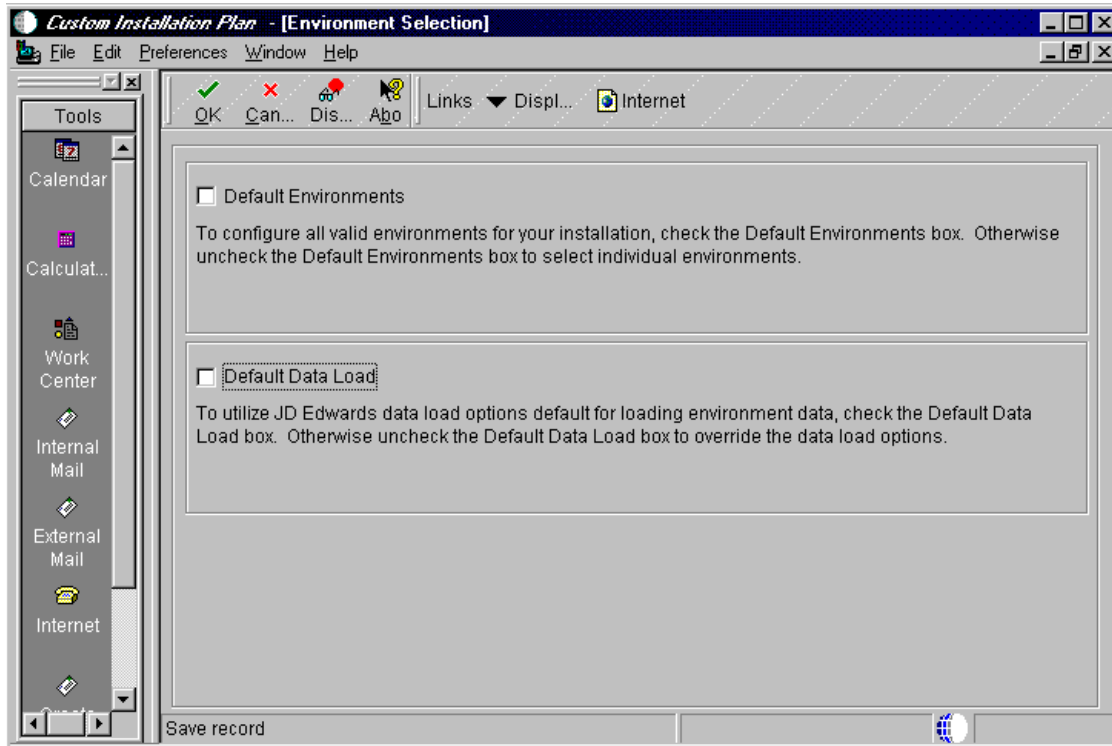 Custom Installation Plan - [Environment Selection]
File Edit Preferences Window Help
Tools
Calendar
Calculat...
Work
Center
Internal
Mail
External
Mail
Internet
OK Can... Dis... Abo Links Displ... Internet
Default Environments
To configure all valid environments for your installation, check the Default Environments box. Otherwise
uncheck the Default Environments box to select individual environments.
Default Data Load
To utilize JD Edwards data load options default for loading environment data, check the Default Data
Load box. Otherwise uncheck the Default Data Load box to override the data load options.
Save record